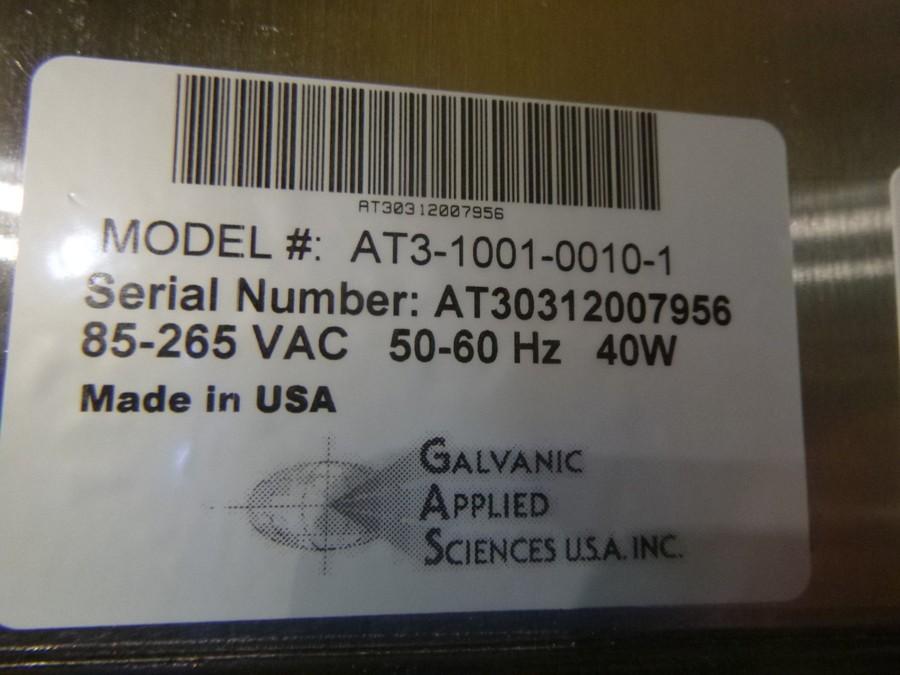 AT30312007956
MODEL #: AT3-1001-0010-1
Serial Number: AT30312007956
85-265 VAC 50-60 Hz 40W
Made in USA
GALVANIC
APPLIED
SCIENCES U.S.A. INC.